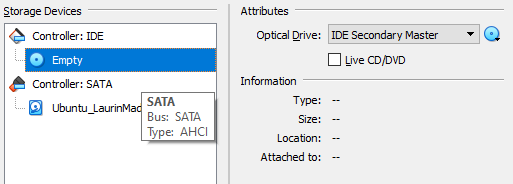 Storage Devices
Controller: IDE
Empty
Controller: SATA
Ubuntu_LaurinMad
SATA
Bus: SATA
Type: AHCI
Attributes
Optical Drive: IDE Secondary Master
Live CD/DVD
Information
Type: --
Size: --
Location: --
Attached to: --